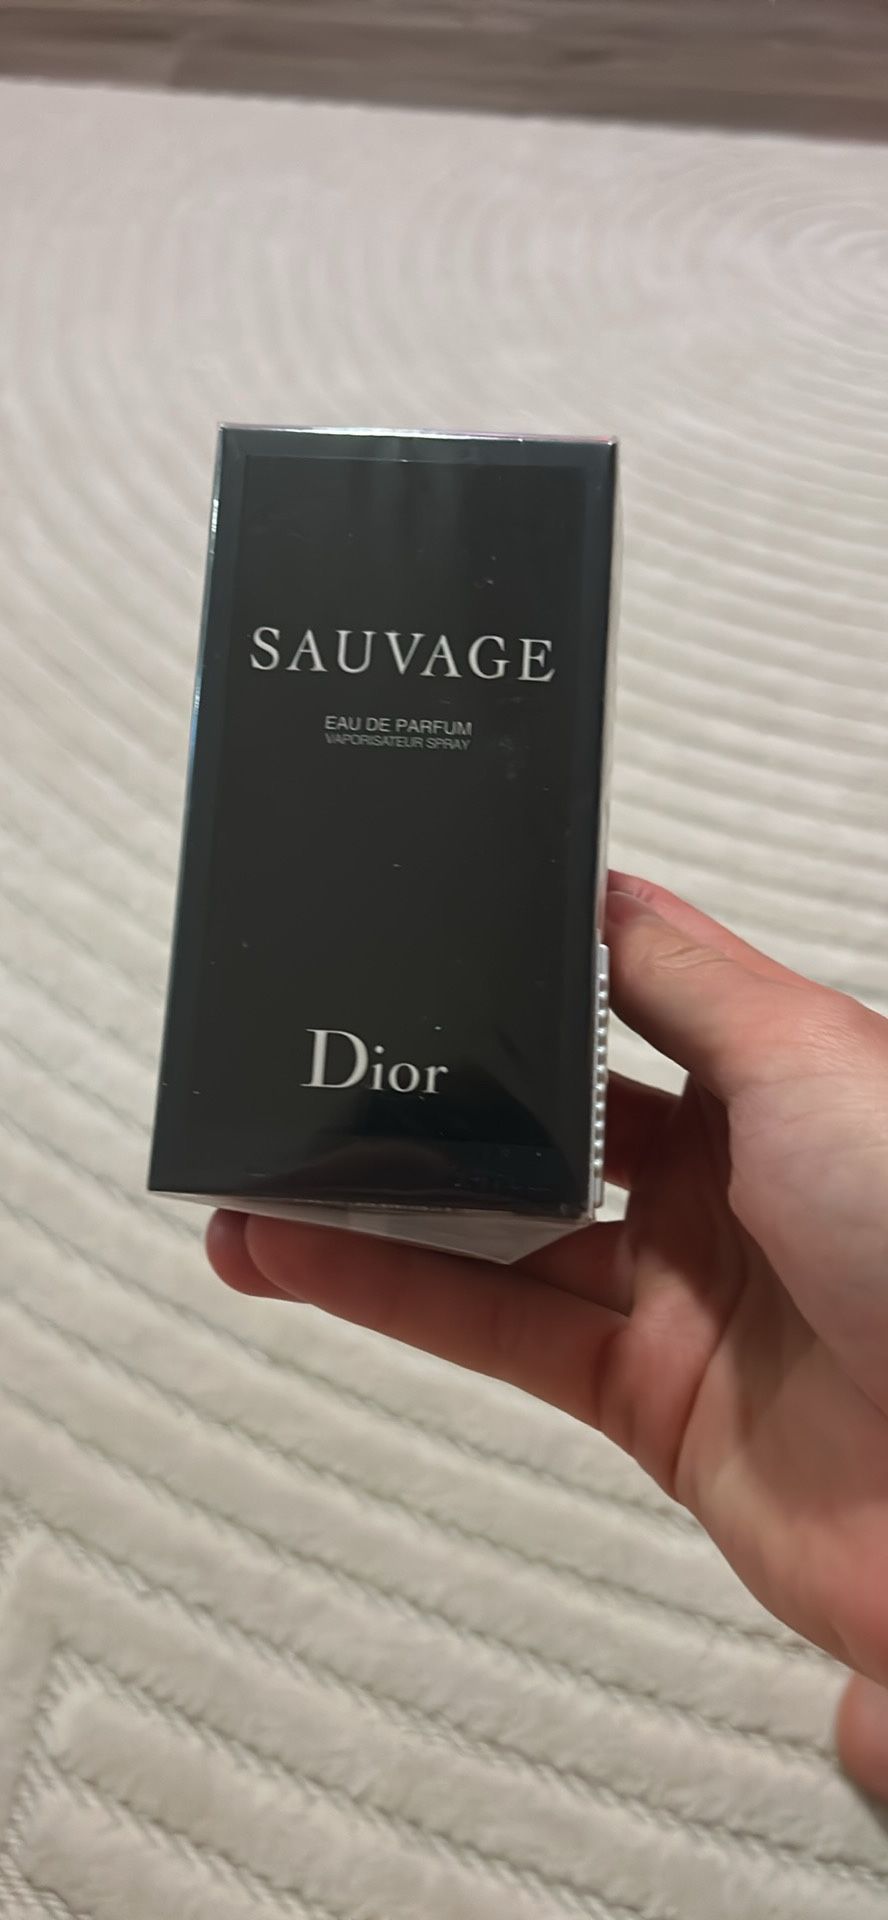 SAUVAGE
EAU DE PARFUM
VAPORISATEUR SPRAY
Dior